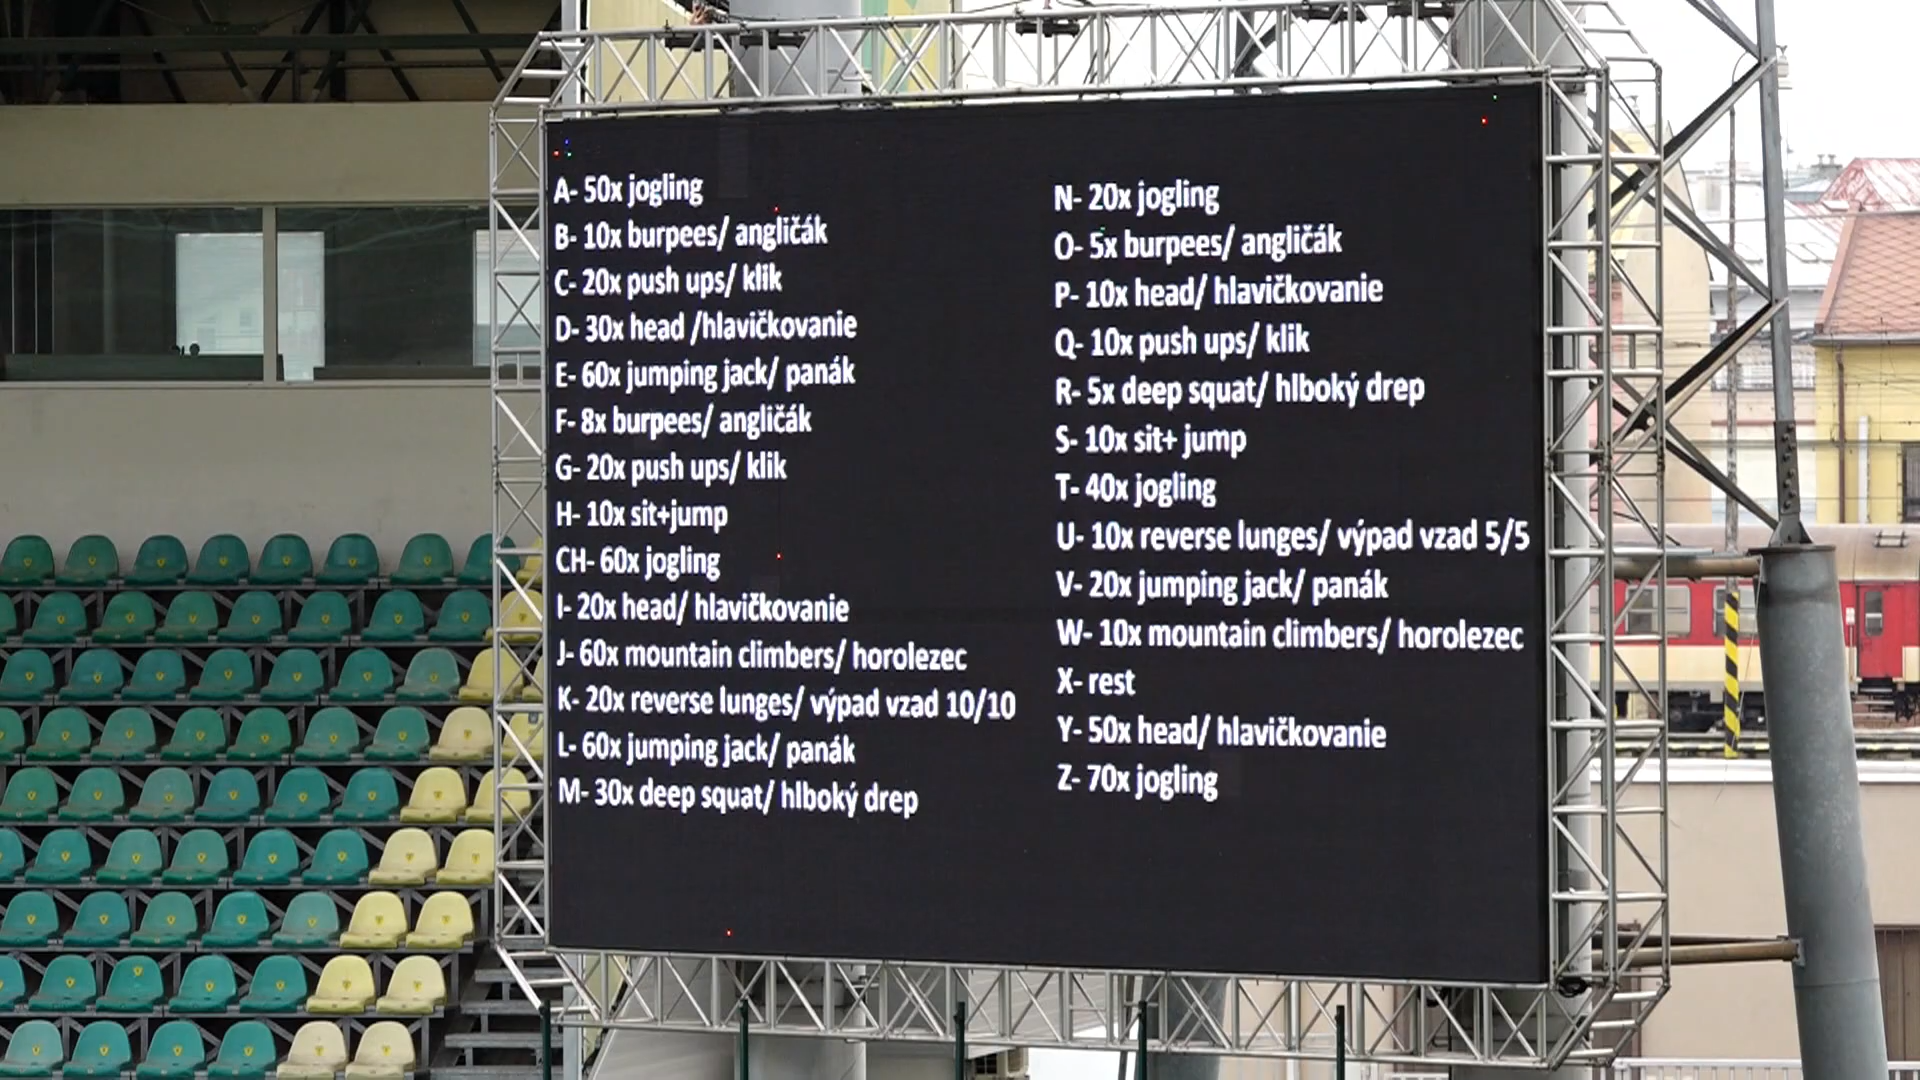 A- 50x jogling
B- 10x burpees/ angličák
C- 20x push ups/ klik
D- 30x head /hlavičkovanie
E- 60x jumping jack/ panák
F- 8x burpees/ angličák
G- 20x push ups/ klik
H- 10x sit+jump
CH- 60x jogling
I- 20x head/ hlavičkovanie
J- 60x mountain climbers/ horolezec
K- 20x reverse lunges/ výpad vzad 10/10
L- 60x jumping jack/ panák
M- 30x deep squat/ hlboký drep
N- 20x jogling
O- 5x burpees/ angličák
P- 10x head/ hlavičkovanie
Q- 10x push ups/ klik
R- 5x deep squat/ hlboký drep
S- 10x sit+ jump
T- 40x jogling
U- 10x reverse lunges/ výpad vzad 5/5
V- 20x jumping jack/ panák
W- 10x mountain climbers/ horolezec
X- rest
Y- 50x head/ hlavičkovanie
Z- 70x jogling